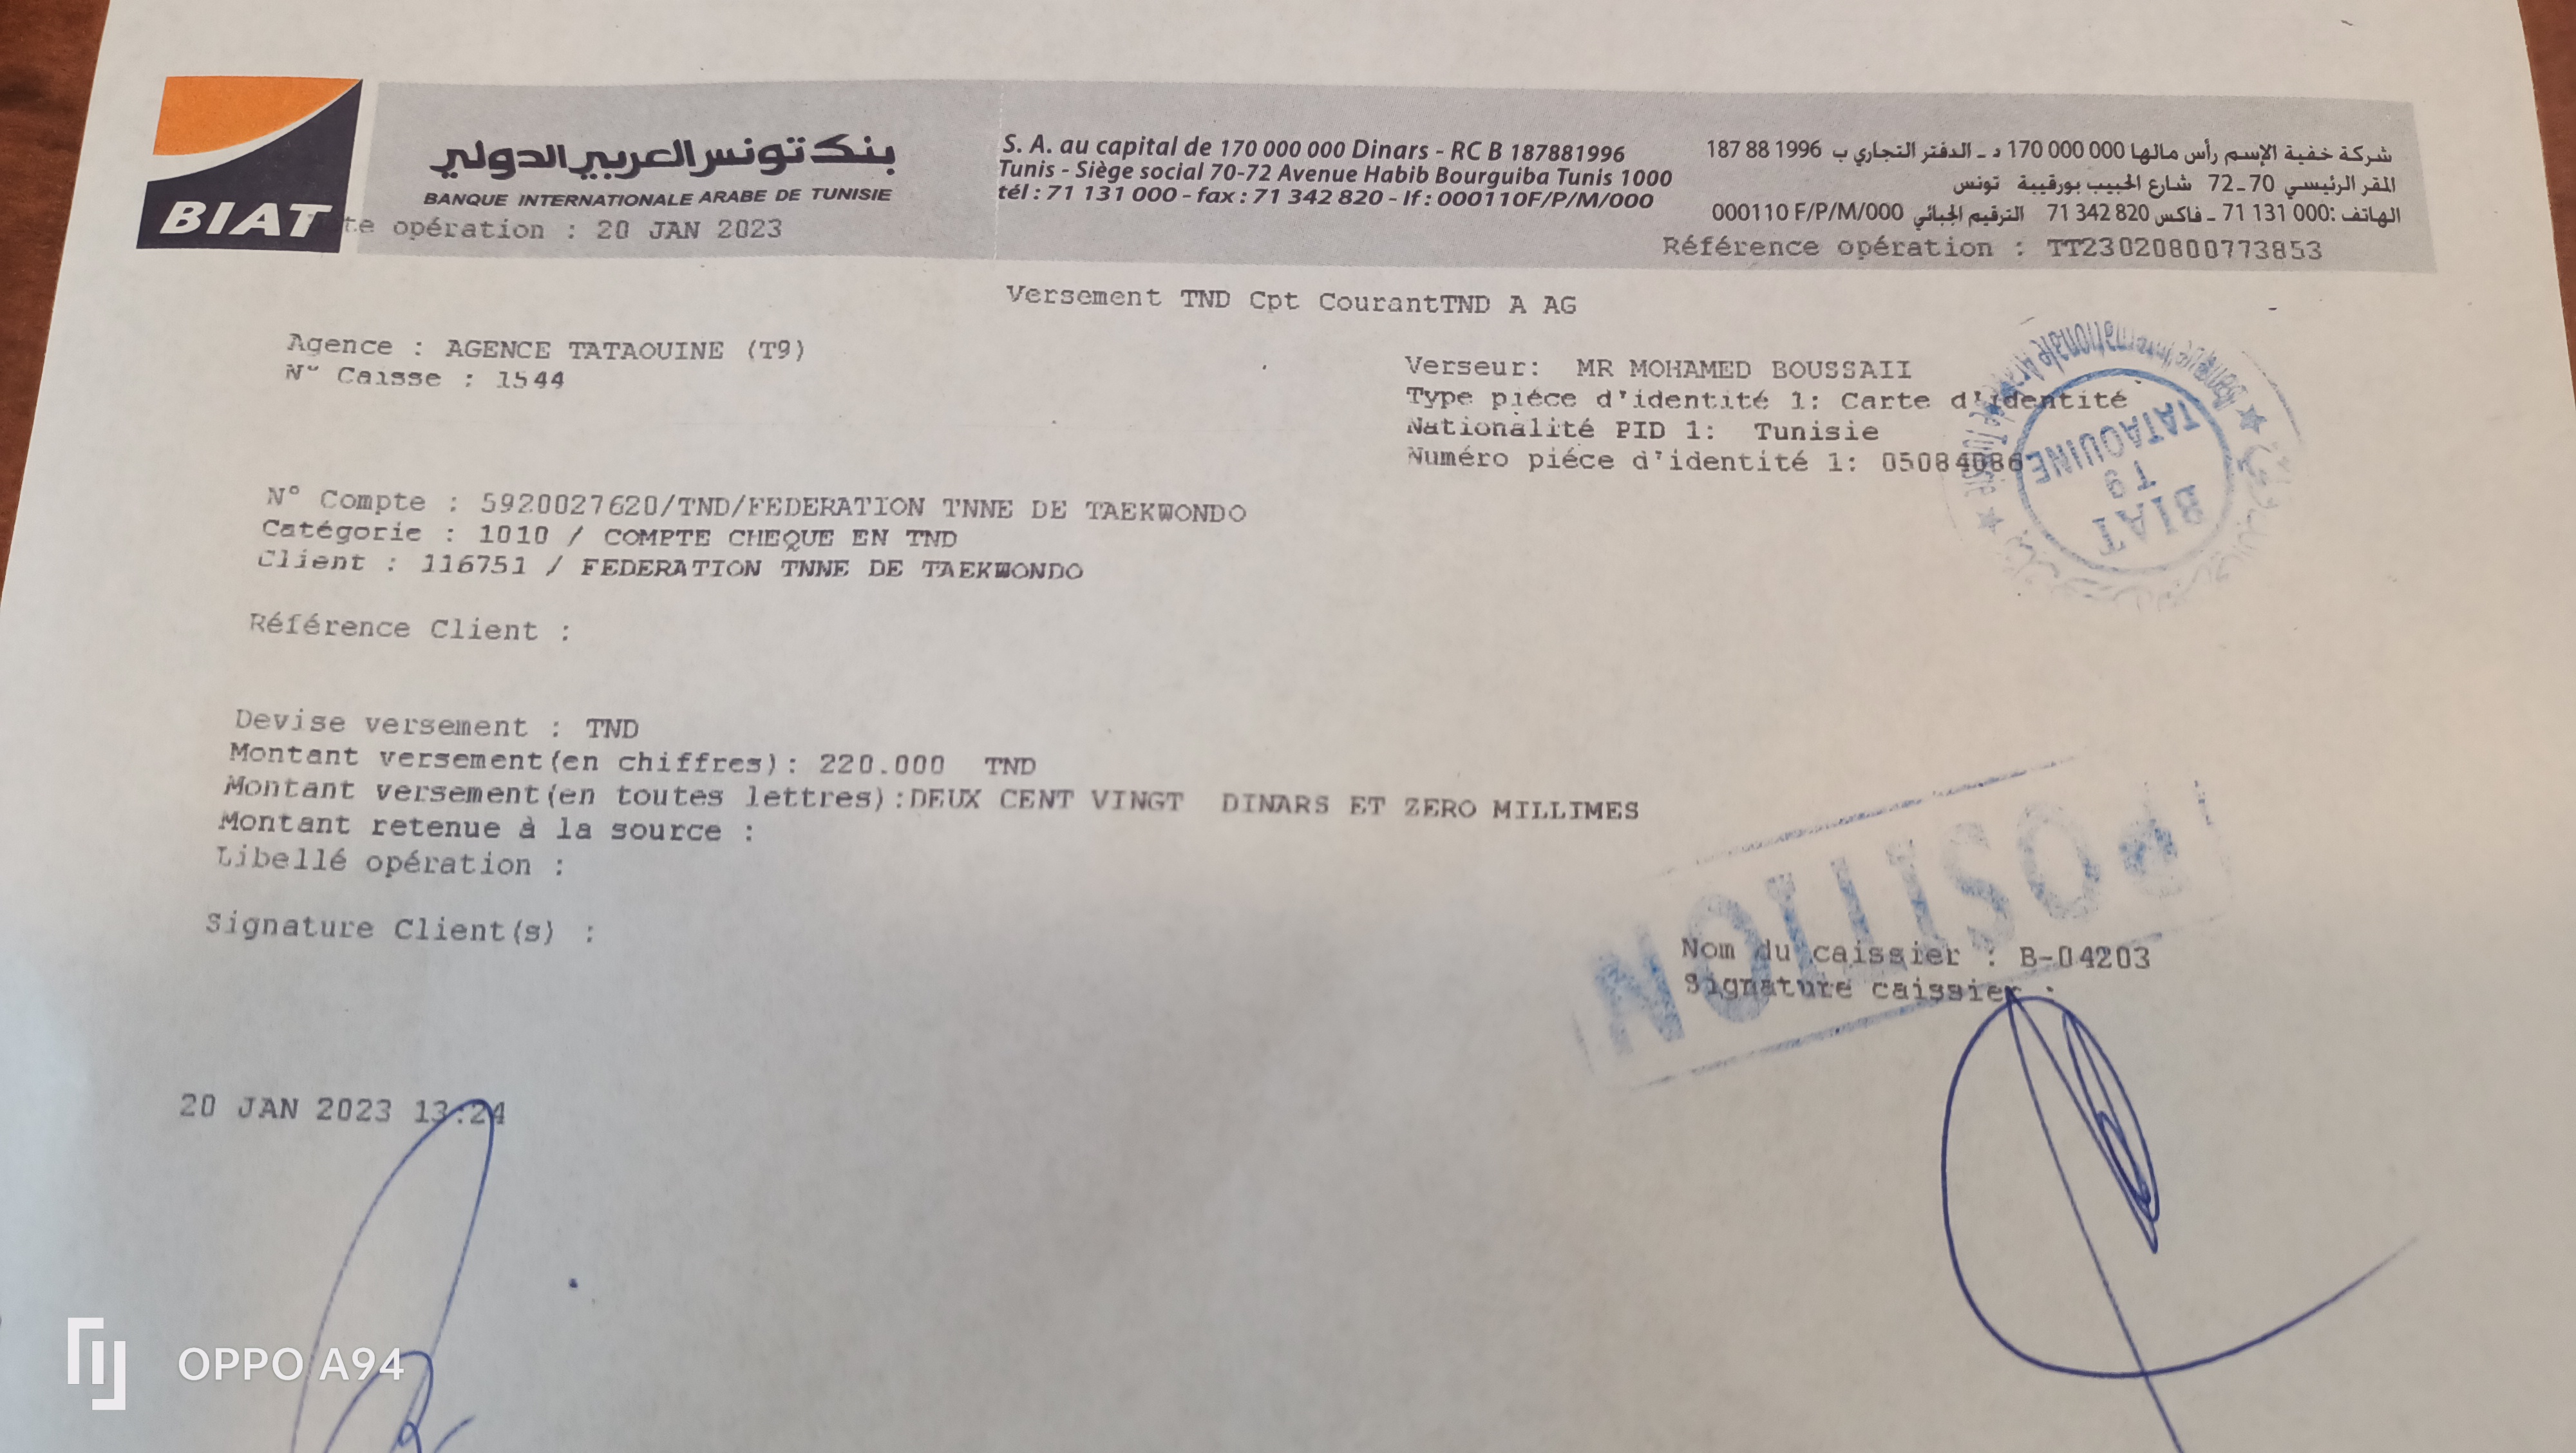 BIAT
بنك تونس العربي الدولي
BANQUE INTERNATIONALE ARABE DE TUNISIE
S. A. au capital de 170 000 000 Dinars - RC B 187881996
Tunis - Siège social 70-72 Avenue Habib Bourguiba Tunis 1000
tél : 71 131 000 - fax : 71 342 820 - If : 000110F/P/M/000
شركة خفية الإسم رأس مالها 000 000 170 د ـ الدفتر التجاري ب 1996 88 187
المقر الرئيسي 70ـ72 شارع الحبيب بورقيبة تونس
الهاتف :000 131 71 ـ فاكس 820 342 71 الترقيم الجبائي 000110 F/P/M/000
te opération : 20 JAN 2023
Référence opération : TT23020800773853
Versement TND Cpt CourantTND A AG
Agence : AGENCE TATAOUINE (T9)
N° Caisse : 1544
Verseur: MR MOHAMED BOUSSAII
Type piéce d'identité 1: Carte d'identité
Nationalité PID 1: Tunisie
Numéro piéce d'identité 1: 05084086
Banque Internationale Arabe de Tunisie
TATAOUINE
T 9
BIAT
N° Compte : 5920027620/TND/FEDERATION TNNE DE TAEKWONDO
Catégorie : 1010 / COMPTE CHEQUE EN TND
Client : 116751 / FEDERATION TNNE DE TAEKWONDO
Référence Client :
Devise versement : TND
Montant versement(en chiffres): 220.000 TND
Montant versement(en toutes lettres):DEUX CENT VINGT DINARS ET ZERO MILLIMES
Montant retenue à la source :
Libellé opération :
Signature Client(s) :
POSITION
Nom du caissier : B-04203
Signature caissier :
20 JAN 2023 13:24
OPPO A94